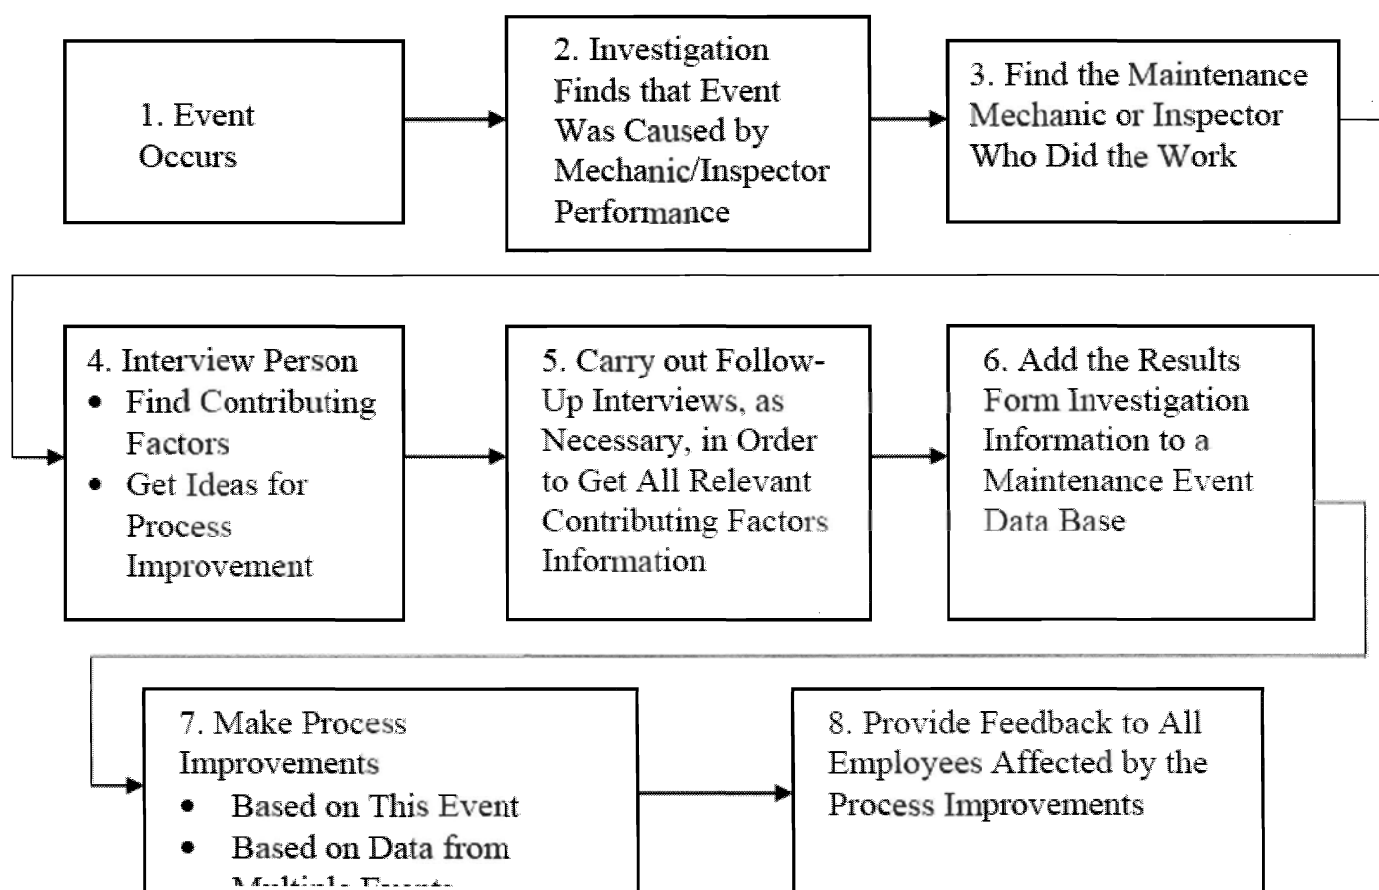 1. Event
Occurs
2. Investigation
Finds that Event
Was Caused by
Mechanic/Inspector
Performance
3. Find the Maintenance
Mechanic or Inspector
Who Did the Work
4. Interview Person
• Find Contributing
Factors
• Get Ideas for
Process
Improvement
5. Carry out Follow-
Up Interviews, as
Necessary, in Order
to Get All Relevant
Contributing Factors
Information
6. Add the Results
Form Investigation
Information to a
Maintenance Event
Data Base
7. Make Process
Improvements
• Based on This Event
• Based on Data from
Multiple Events
8. Provide Feedback to All
Employees Affected by the
Process Improvements